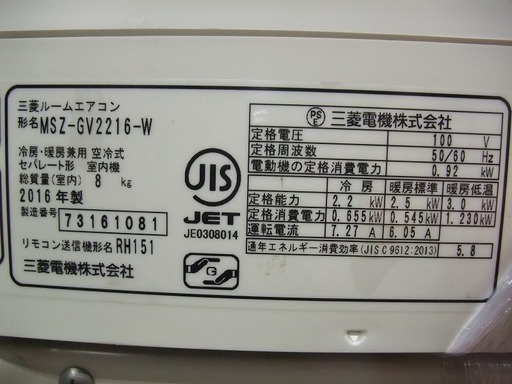 三菱ルームエアコン
形名 MSZ-GV2216-W
冷房・暖房兼用 空冷式
セパレート形 室内機
総質量(室内) 8 kg
2016年製
製造番号 73161081
リモコン送信機形名 RH151
三菱電機株式会社
JIS
JET
JE0308014
G
PS
E
三菱電機株式会社
定格電圧 100 V
定格周波数 50/60 Hz
電動機の定格消費電力 0.92 kW
冷房 暖房標準 暖房低温
定格能力 2.2 kW 2.5 kW 3.0 kW
定格消費電力 0.655 kW 0.545 kW 1.230 kW
運転電流 7.27 A 6.05 A
通年エネルギー消費効率(JIS C 9612:2013) 5.8